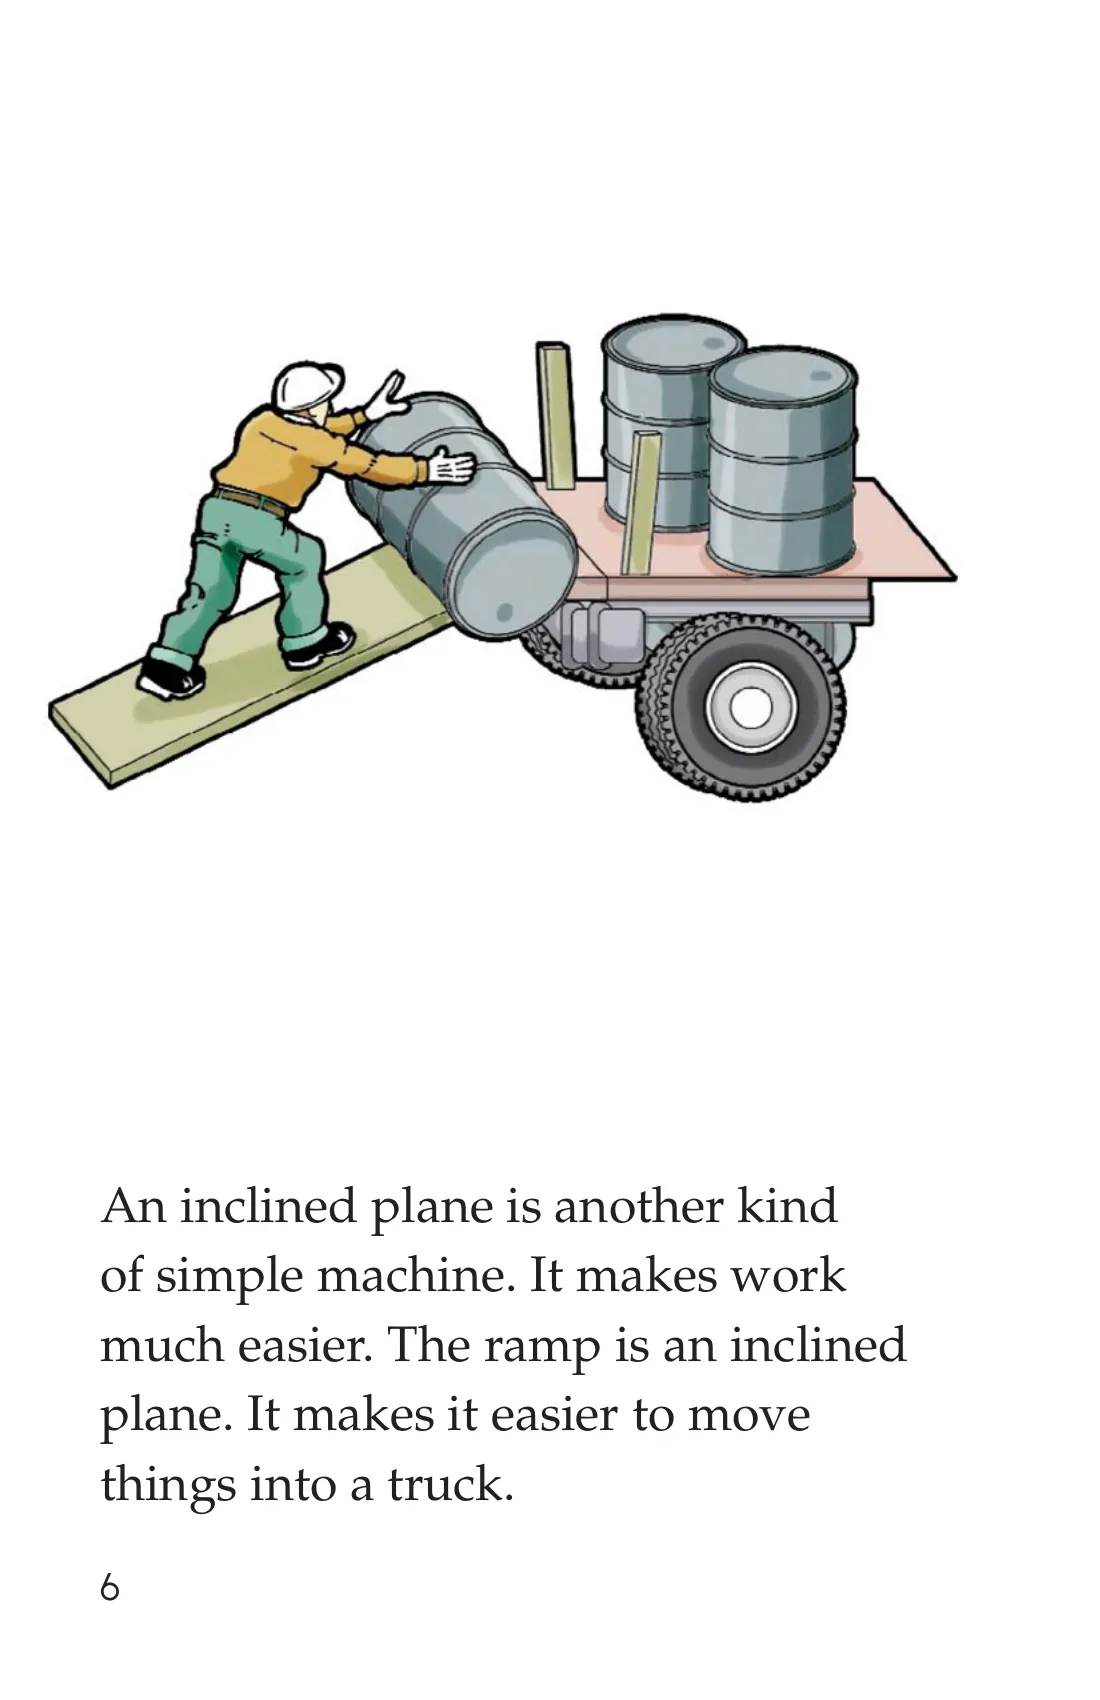 An inclined plane is another kind
of simple machine. It makes work
much easier. The ramp is an inclined
plane. It makes it easier to move
things into a truck.
6